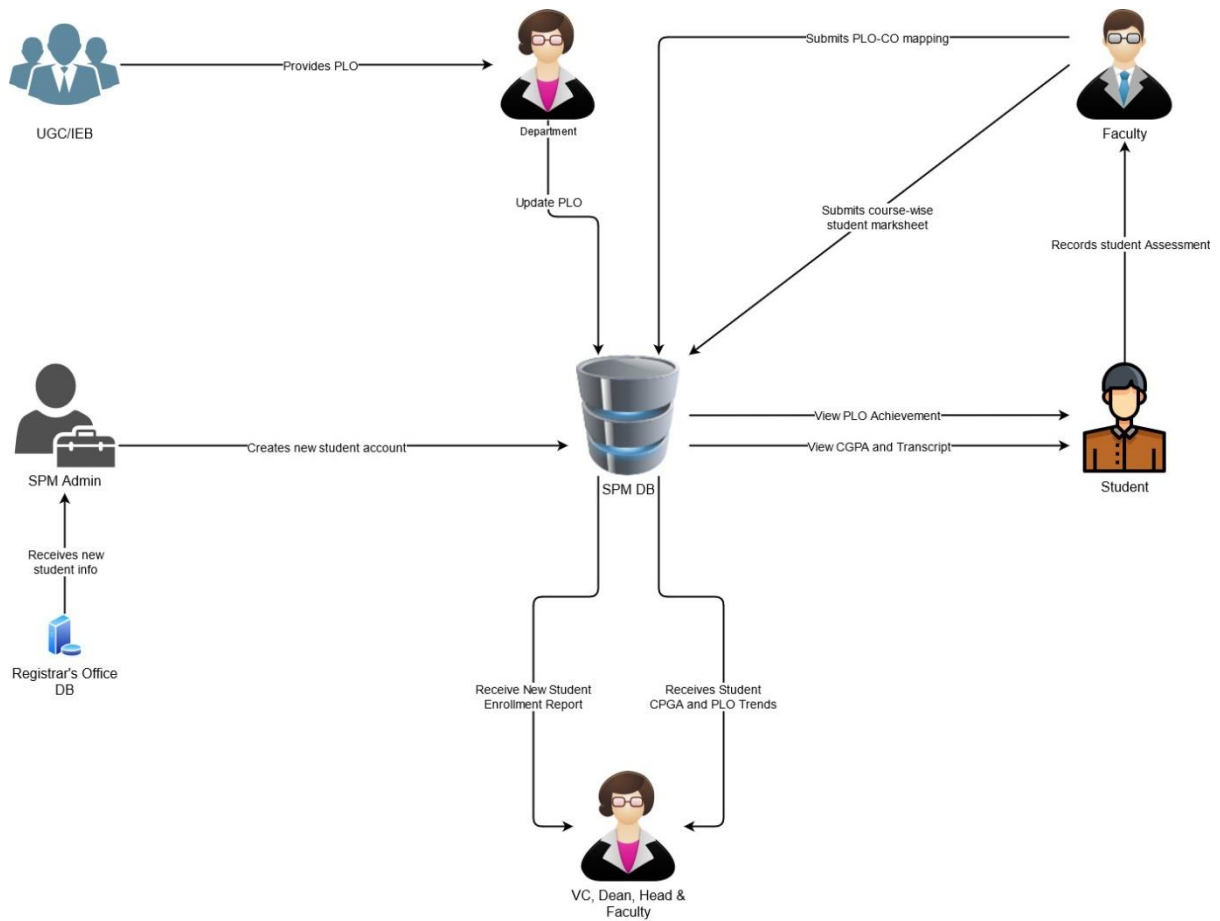 Submits PLO-CO mapping
Provides PLO
UGC/IEB
Department
Faculty
Update PLO
Submits course-wise
student marksheet
Records student Assessment
View PLO Achievement
Creates new student account
View CGPA and Transcript
SPM Admin
SPM DB
Student
Receives new
student info
Registrar's Office
DB
Receive New Student
Enrollment Report
Receives Student
CPGA and PLO Trends
VC, Dean, Head &
Faculty